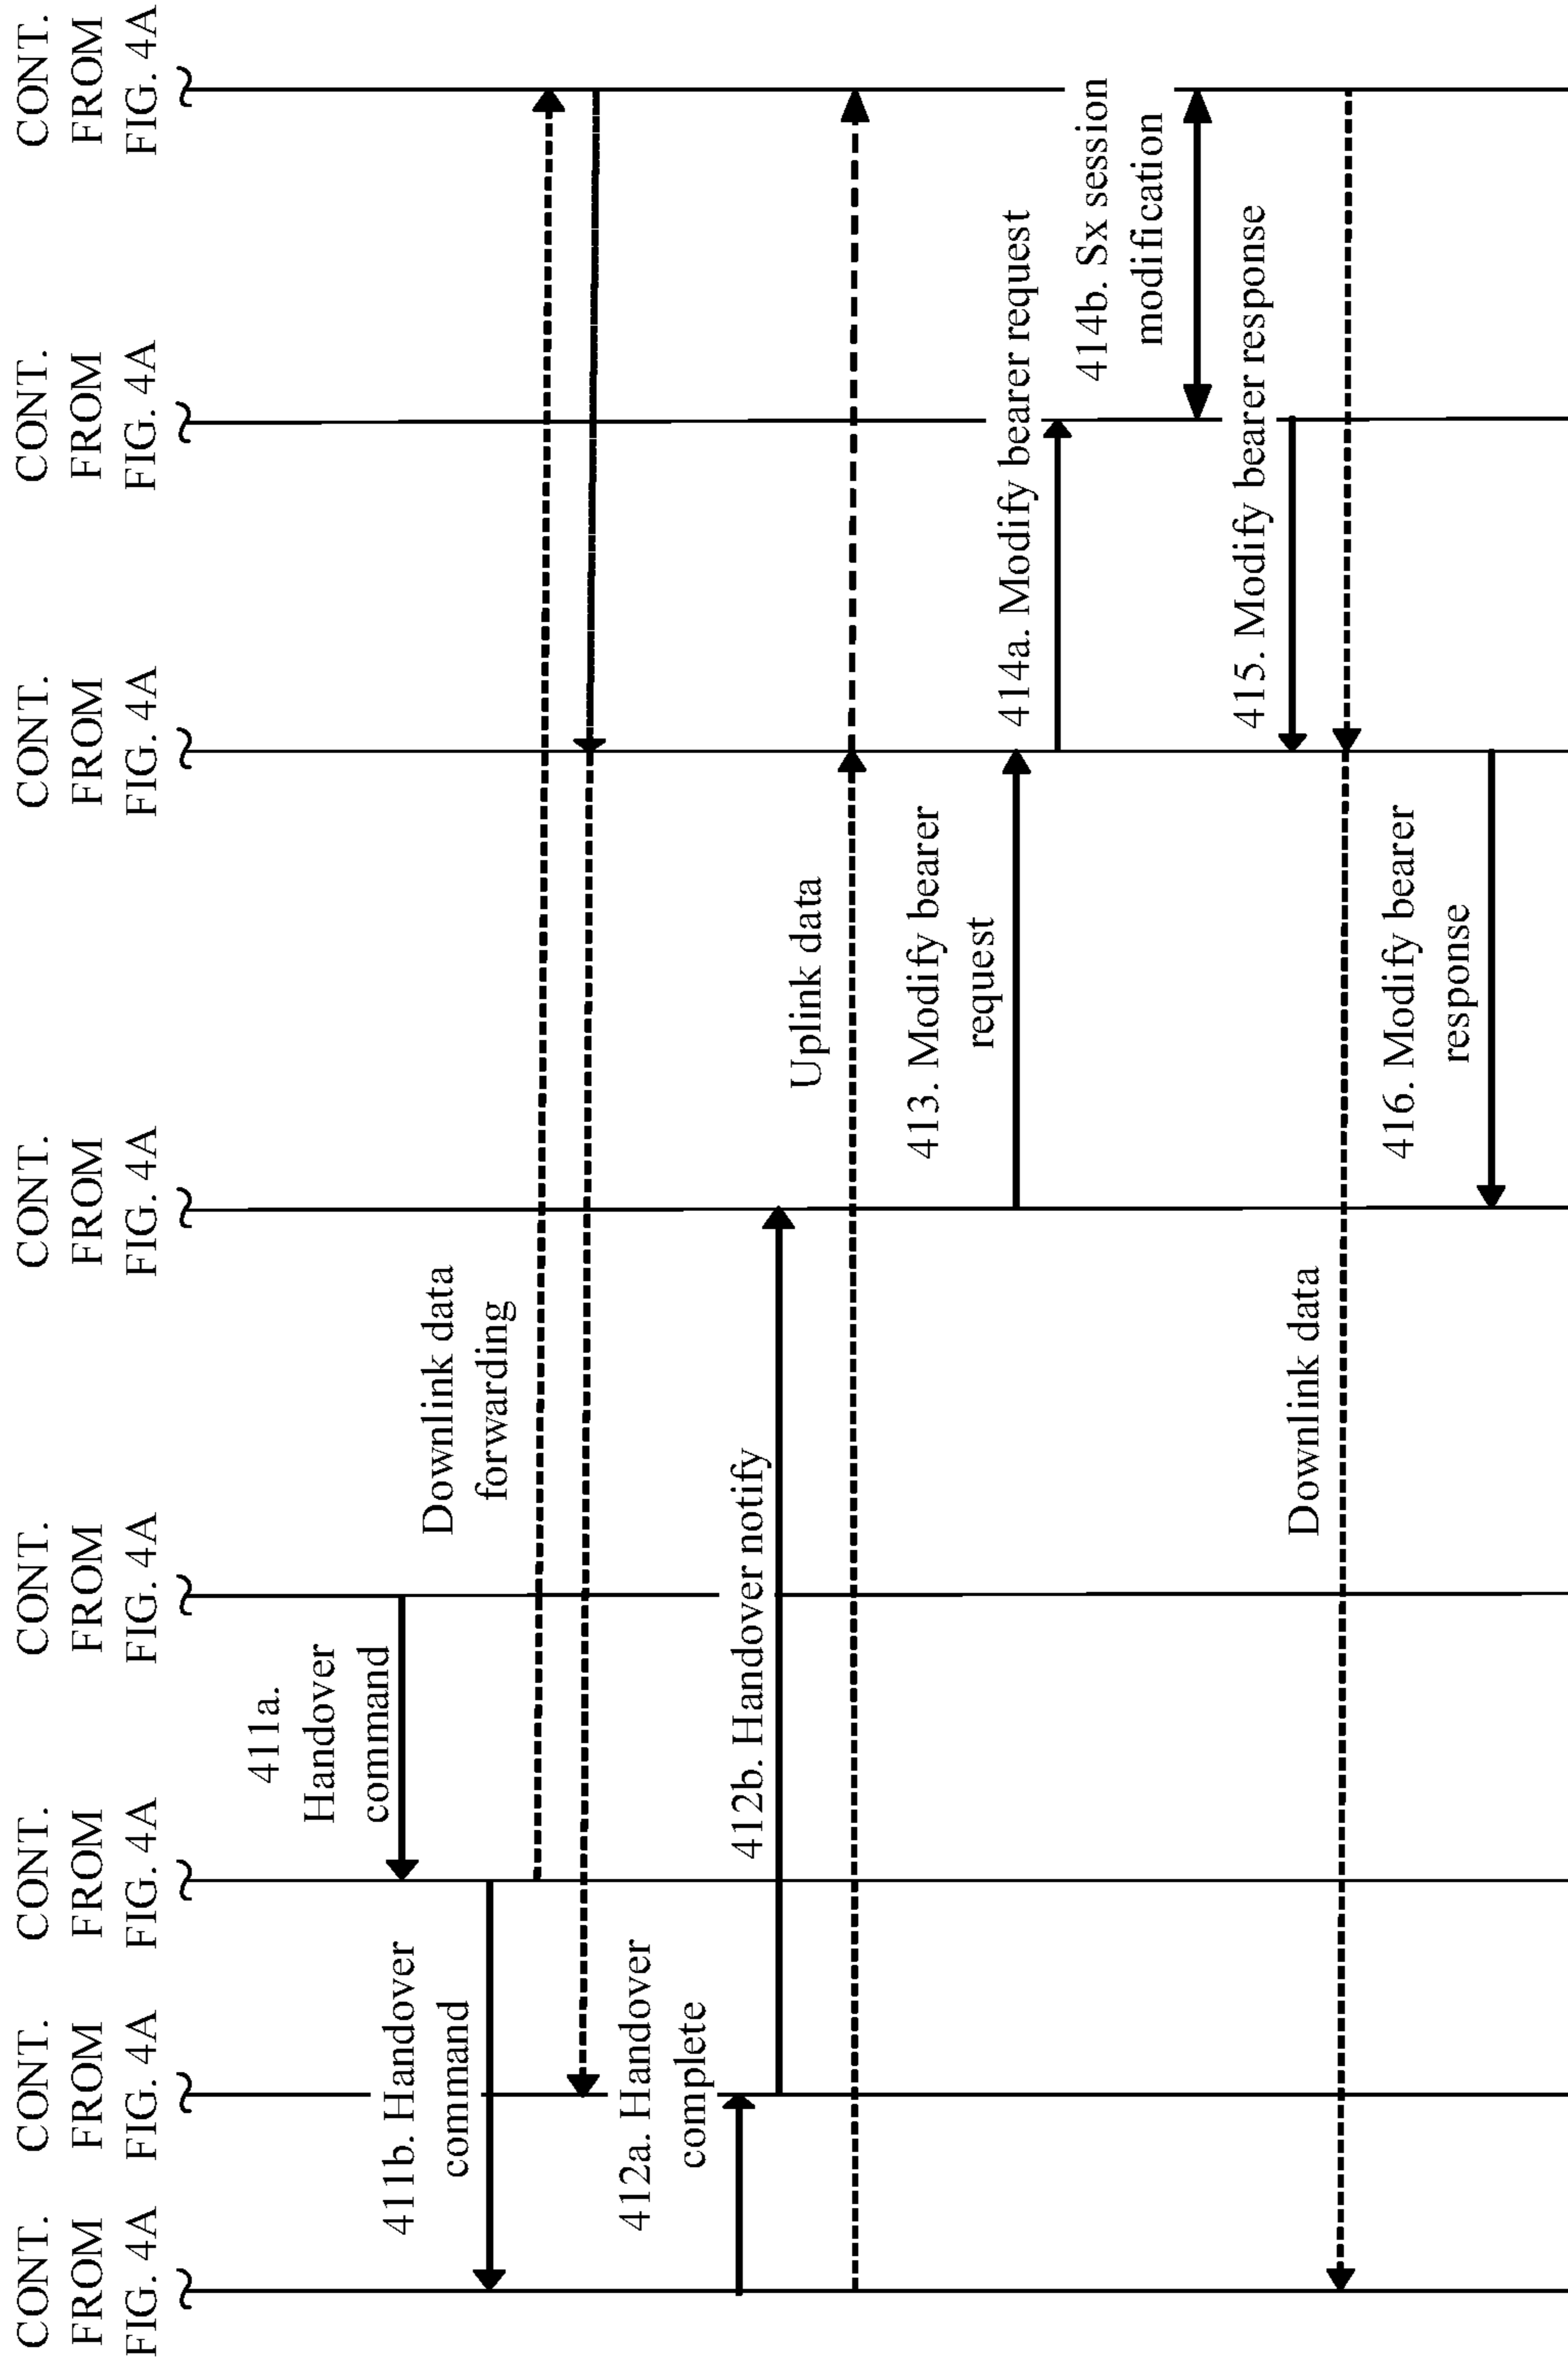 CONT.
FROM
FIG. 4A
CONT.
FROM
FIG. 4A
CONT.
FROM
FIG. 4A
CONT.
FROM
FIG. 4A
CONT.
FROM
FIG. 4A
CONT.
FROM
FIG. 4A
CONT.
FROM
FIG. 4A
CONT.
FROM
FIG. 4A
411a.
Handover
command
411b. Handover
command
Downlink data
forwarding
412a. Handover
complete
412b. Handover notify
Uplink data
413. Modify bearer
request
414a. Modify bearer request
414b. Sx session
modification
415. Modify bearer response
Downlink data
416. Modify bearer
response